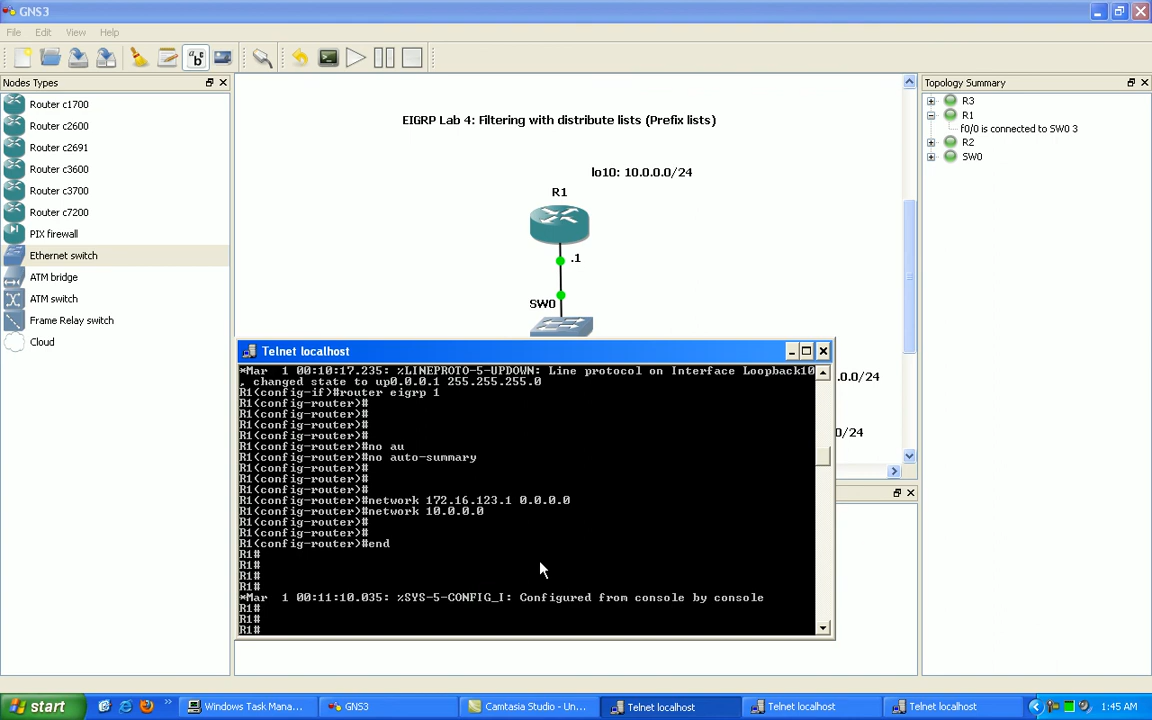 GNS3
File Edit View Help
Nodes Types
Router c1700
Router c2600
Router c2691
Router c3600
Router c3700
Router c7200
PIX firewall
Ethernet switch
ATM bridge
ATM switch
Frame Relay switch
Cloud
EIGRP Lab 4: Filtering with distribute lists (Prefix lists)
lo10: 10.0.0.0/24
R1
.1
SW0
.0.0/24
0/24
Topology Summary
R3
R1
f0/0 is connected to SW0 3
R2
SW0
Telnet localhost
*Mar 1 00:10:17.235: %LINEPROTO-5-UPDOWN: Line protocol on Interface Loopback10
, changed state to up0.0.0.1 255.255.255.0
R1(config-if)#router eigrp 1
R1(config-router)#
R1(config-router)#
R1(config-router)#
R1(config-router)#
R1(config-router)#no au
R1(config-router)#no auto-summary
R1(config-router)#
R1(config-router)#
R1(config-router)#
R1(config-router)#network 172.16.123.1 0.0.0.0
R1(config-router)#network 10.0.0.0
R1(config-router)#
R1(config-router)#
R1(config-router)#end
R1#
R1#
R1#
R1#
*Mar 1 00:11:10.035: %SYS-5-CONFIG_I: Configured from console by console
R1#
R1#
R1#
start
Windows Task Mana...
GNS3
Camtasia Studio - Un...
Telnet localhost
Telnet localhost
Telnet localhost
1:45 AM